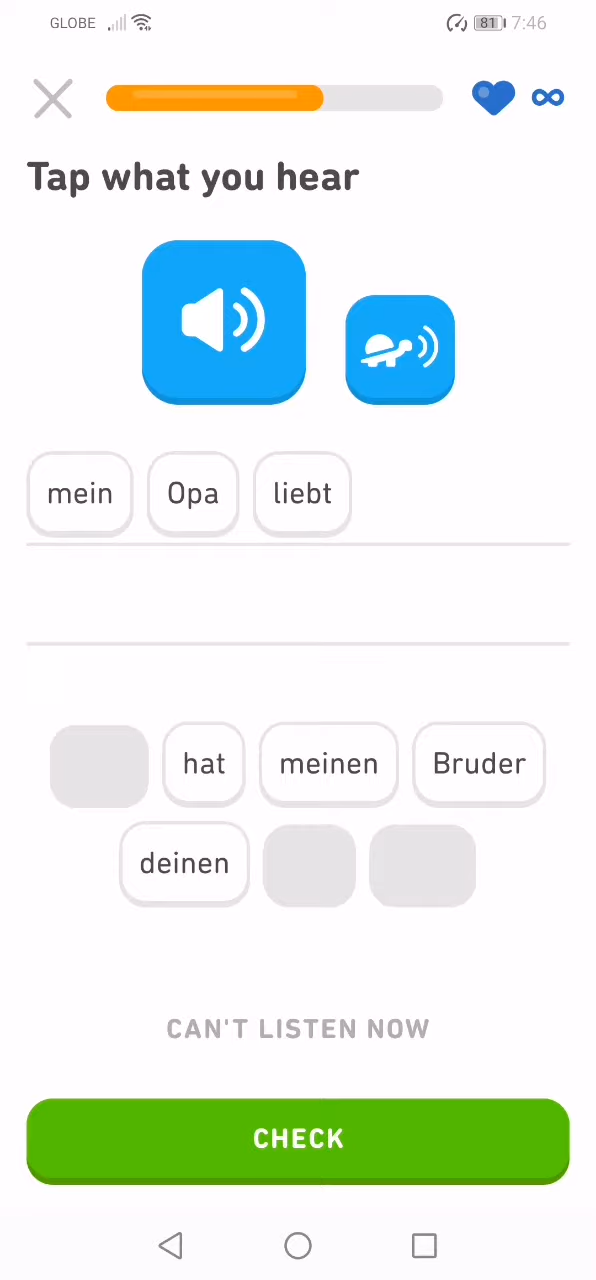 GLOBE 81 7:46
Tap what you hear
mein Opa liebt
hat meinen Bruder
deinen
CAN'T LISTEN NOW
CHECK